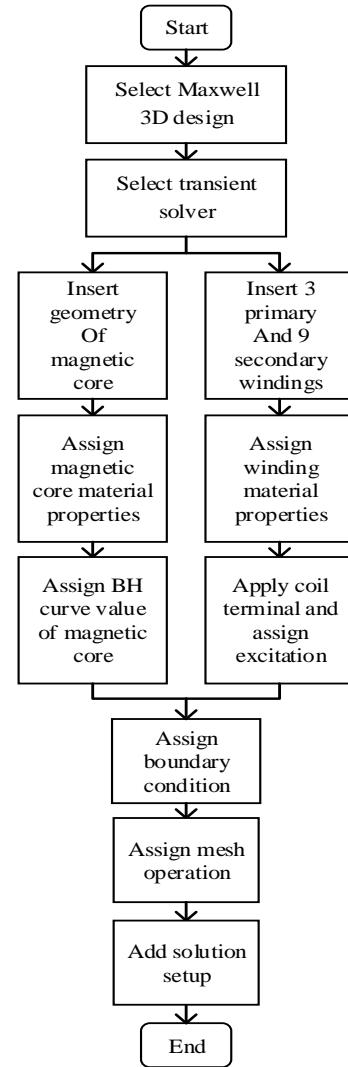 Start
Select Maxwell
3D design
Select transient
solver
Insert
geometry
Of
magnetic
core
Assign
magnetic
core material
properties
Assign BH
curve value
of magnetic
core
Insert 3
primary
And 9
secondary
windings
Assign
winding
material
properties
Apply coil
terminal and
assign
excitation
Assign
boundary
condition
Assign mesh
operation
Add solution
setup
End